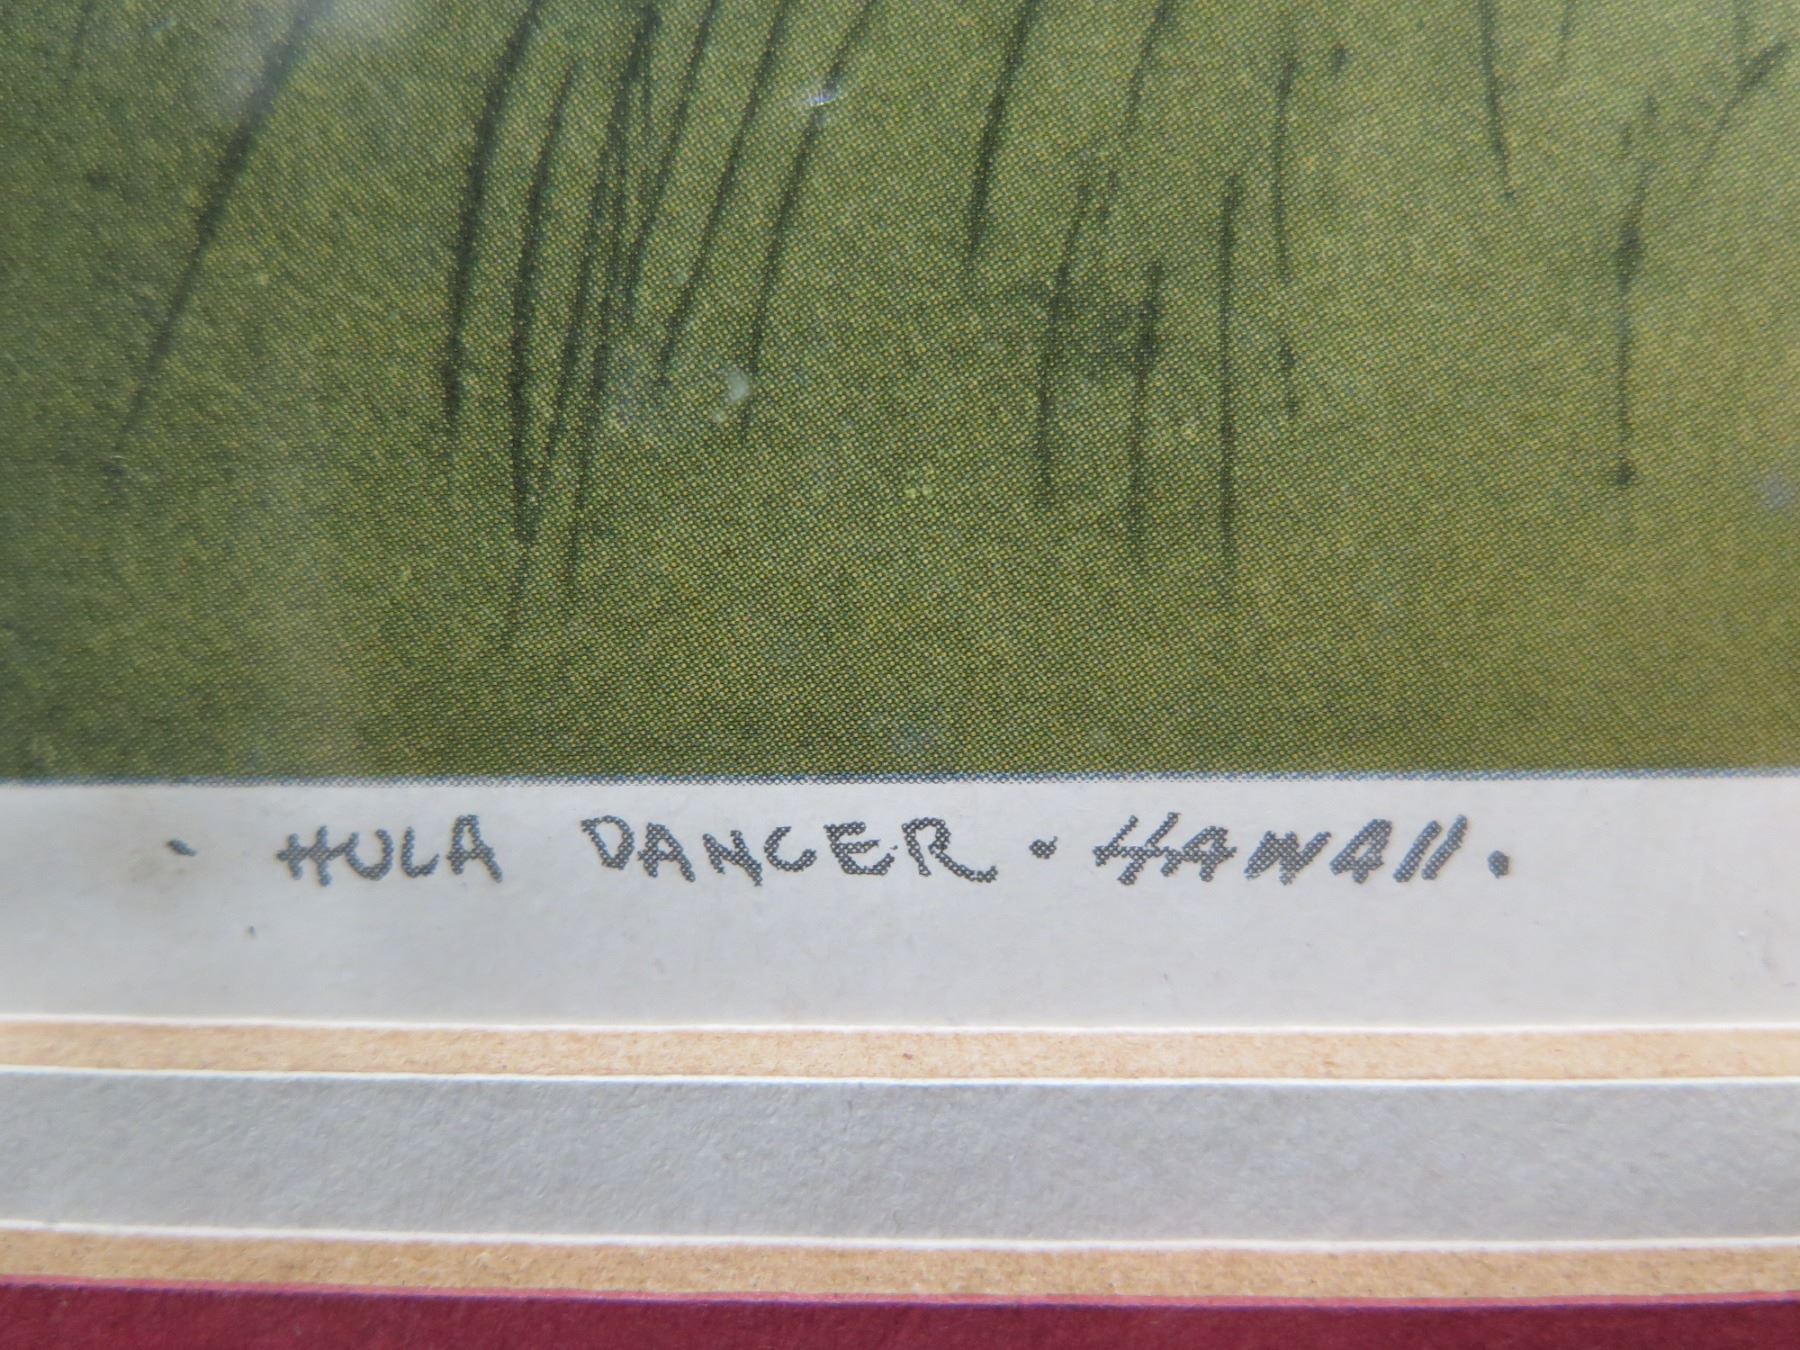 · HULA DANCER · HAWAII ·